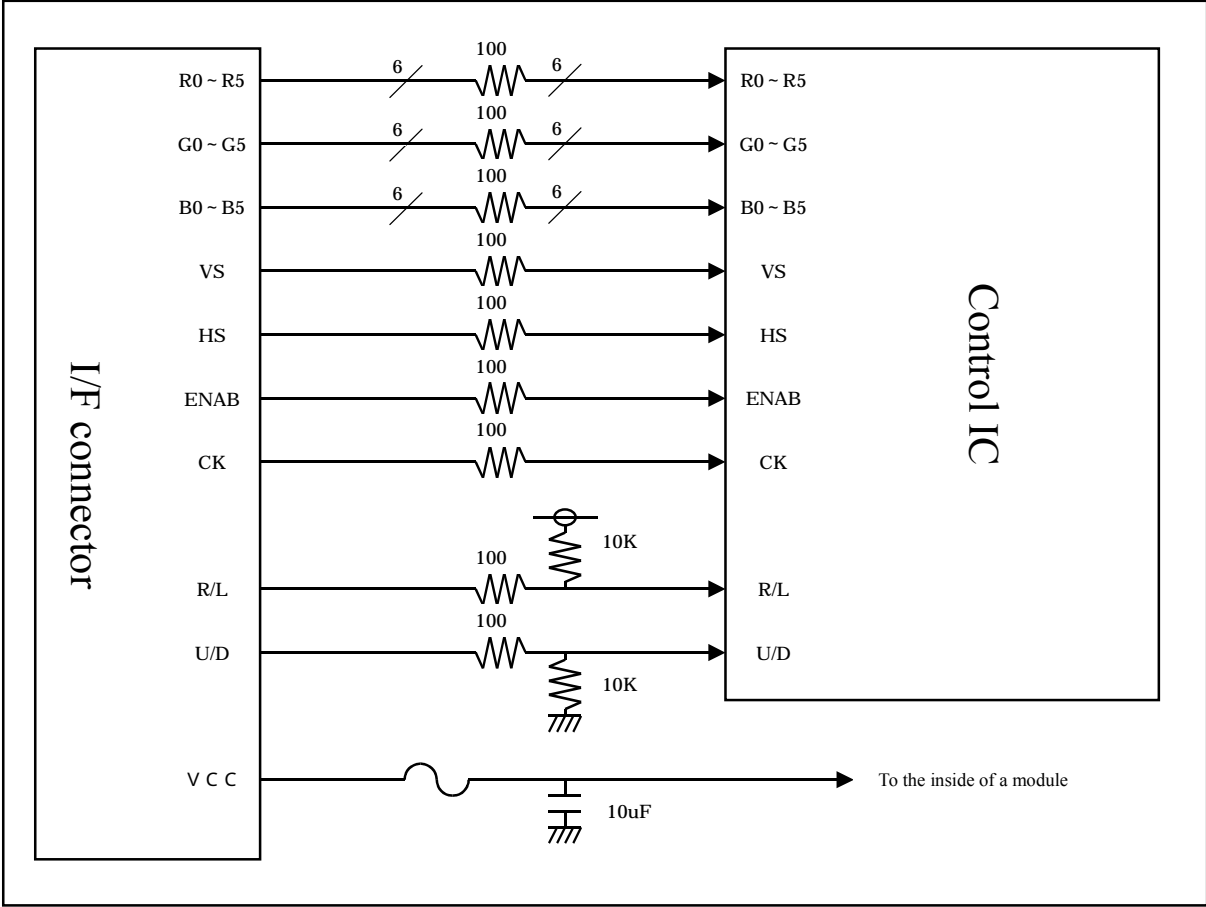 100
R0 ~ R5 6 6 R0 ~ R5
100
G0 ~ G5 6 6 G0 ~ G5
100
B0 ~ B5 6 6 B0 ~ B5
100
VS VS
100
HS HS
100
ENAB ENAB
100
CK CK
I/F connector
Control IC
10K
100
R/L R/L
100
U/D U/D
10K
VCC To the inside of a module
10uF